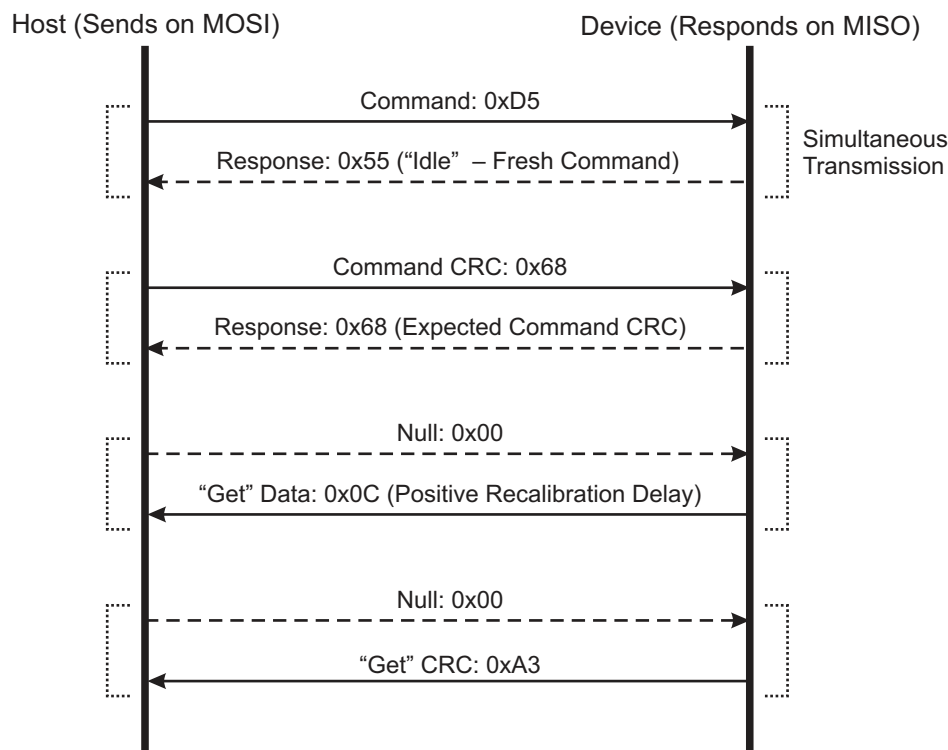 Host (Sends on MOSI)
Device (Responds on MISO)
Command: 0xD5
Simultaneous
Transmission
Response: 0x55 (“Idle” – Fresh Command)
Command CRC: 0x68
Response: 0x68 (Expected Command CRC)
Null: 0x00
“Get” Data: 0x0C (Positive Recalibration Delay)
Null: 0x00
“Get” CRC: 0xA3